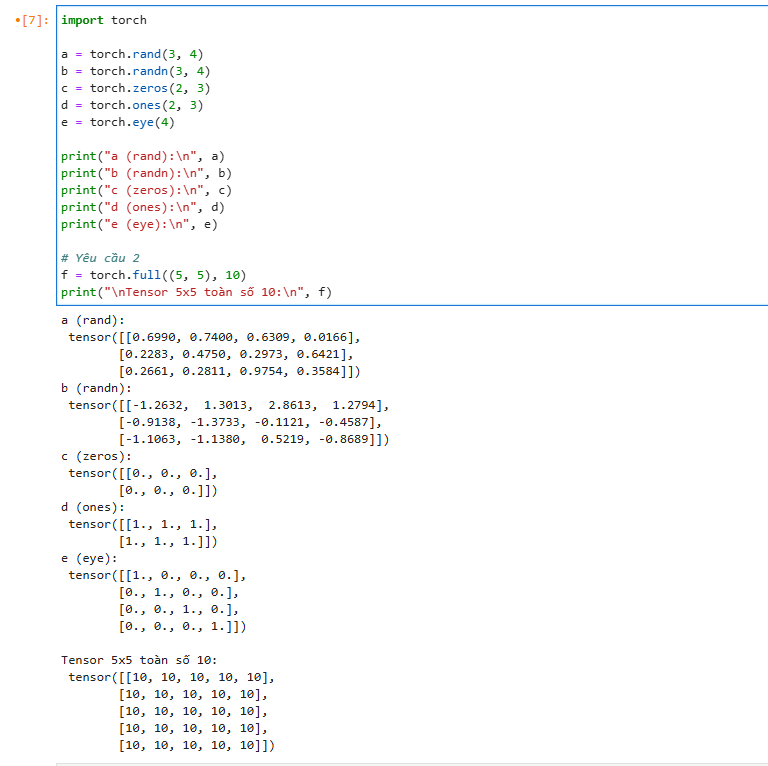 •[7]: import torch
a = torch.rand(3, 4)
b = torch.randn(3, 4)
c = torch.zeros(2, 3)
d = torch.ones(2, 3)
e = torch.eye(4)
print("a (rand):\n", a)
print("b (randn):\n", b)
print("c (zeros):\n", c)
print("d (ones):\n", d)
print("e (eye):\n", e)
# Yêu cầu 2
f = torch.full((5, 5), 10)
print("\nTensor 5x5 toàn số 10:\n", f)
a (rand):
 tensor([[0.6990, 0.7400, 0.6309, 0.0166],
        [0.2283, 0.4750, 0.2973, 0.6421],
        [0.2661, 0.2811, 0.9754, 0.3584]])
b (randn):
 tensor([[-1.2632,  1.3013,  2.8613,  1.2794],
        [-0.9138, -1.3733, -0.1121, -0.4587],
        [-1.1063, -1.1380,  0.5219, -0.8689]])
c (zeros):
 tensor([[0., 0., 0.],
        [0., 0., 0.]])
d (ones):
 tensor([[1., 1., 1.],
        [1., 1., 1.]])
e (eye):
 tensor([[1., 0., 0., 0.],
        [0., 1., 0., 0.],
        [0., 0., 1., 0.],
        [0., 0., 0., 1.]])
Tensor 5x5 toàn số 10:
 tensor([[10, 10, 10, 10, 10],
        [10, 10, 10, 10, 10],
        [10, 10, 10, 10, 10],
        [10, 10, 10, 10, 10],
        [10, 10, 10, 10, 10]])